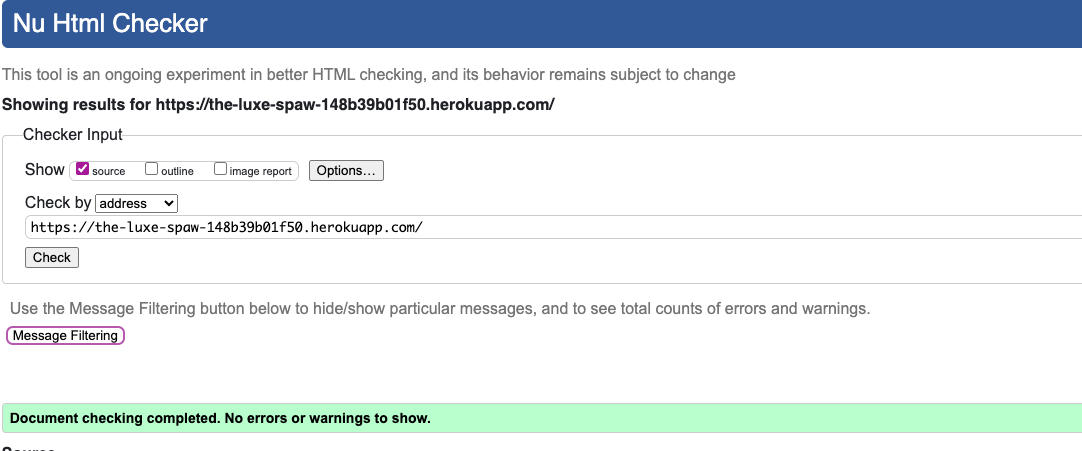 Nu Html Checker
This tool is an ongoing experiment in better HTML checking, and its behavior remains subject to change
Showing results for https://the-luxe-spaw-148b39b01f50.herokuapp.com/
Checker Input
Show source outline image report Options...
Check by address
https://the-luxe-spaw-148b39b01f50.herokuapp.com/
Check
Use the Message Filtering button below to hide/show particular messages, and to see total counts of errors and warnings.
Message Filtering
Document checking completed. No errors or warnings to show.